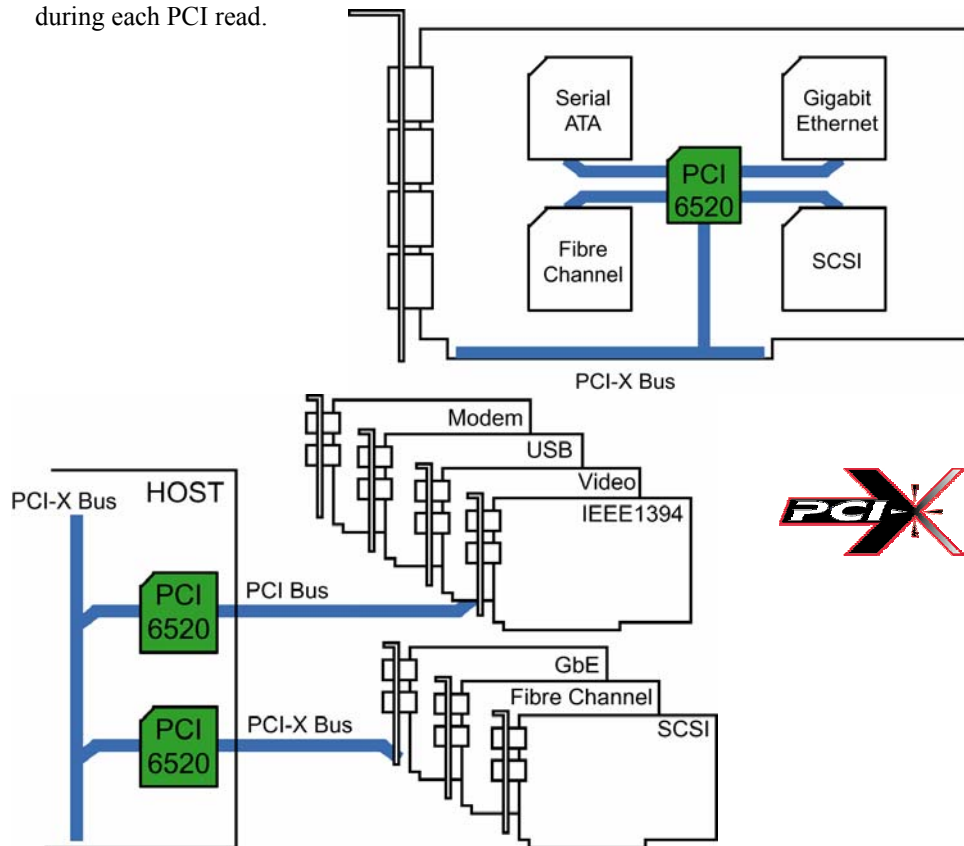 during each PCI read.
Serial
ATA
Gigabit
Ethernet
PCI
6520
Fibre
Channel
SCSI
PCI-X Bus
Modem
USB
Video
IEEE1394
PCI-X Bus
HOST
PCI
6520
PCI Bus
GbE
Fibre Channel
SCSI
PCI
6520
PCI-X Bus
PCI X